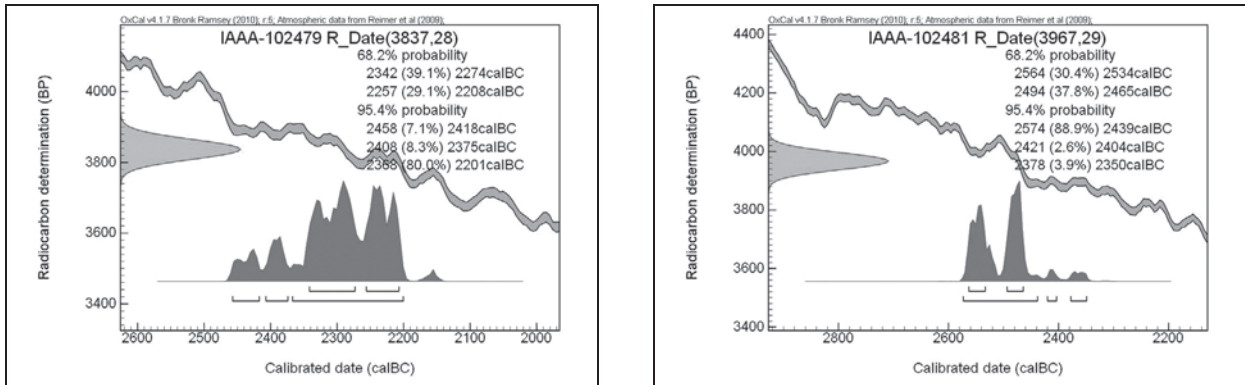 OxCal v4.1.7 Bronk Ramsey (2010); r:5; Atmospheric data from Reimer et al (2009);
IAAA-102479 R_Date(3837,28)
68.2% probability
2342 (39.1%) 2274calBC
2257 (29.1%) 2208calBC
95.4% probability
2458 (7.1%) 2418calBC
2408 (8.3%) 2375calBC
2368 (80.0%) 2201calBC
Radiocarbon determination (BP)
4000
3800
3600
3400
2600 2500 2400 2300 2200 2100 2000
Calibrated date (calBC)
OxCal v4.1.7 Bronk Ramsey (2010); r:5; Atmospheric data from Reimer et al (2009);
IAAA-102481 R_Date(3967,29)
68.2% probability
2564 (30.4%) 2534calBC
2494 (37.8%) 2465calBC
95.4% probability
2574 (88.9%) 2439calBC
2421 (2.6%) 2404calBC
2378 (3.9%) 2350calBC
Radiocarbon determination (BP)
4400
4200
4000
3800
3600
3400
2800 2600 2400 2200
Calibrated date (calBC)